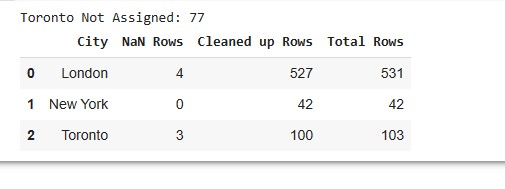 Toronto Not Assigned: 77
City NaN Rows Cleaned up Rows Total Rows
0 London 4 527 531
1 New York 0 42 42
2 Toronto 3 100 103